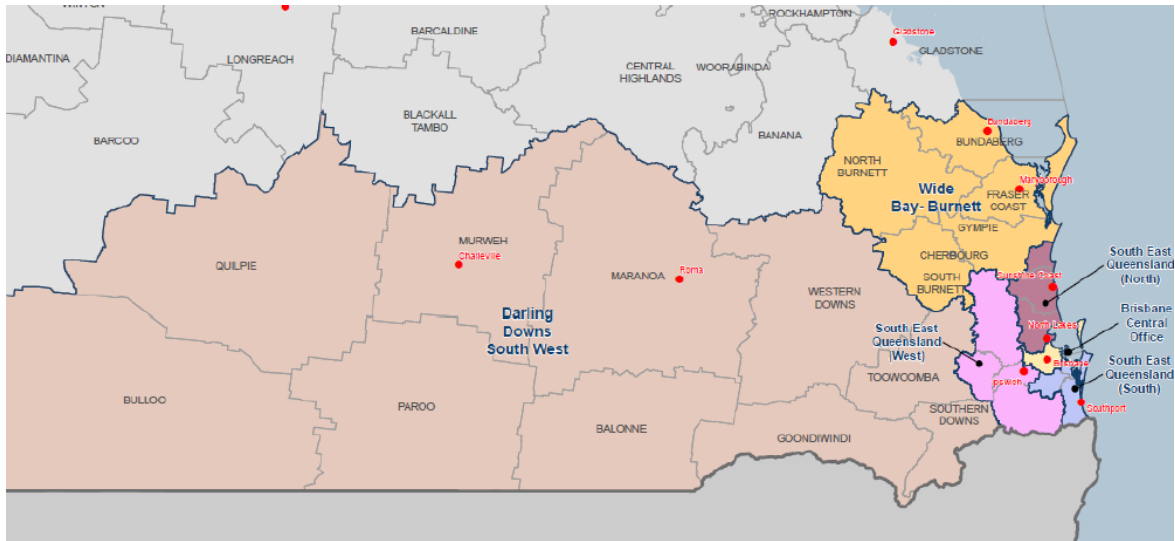 WINTON
BARCALDINE
ROCKHAMPTON
Gladstone
GLADSTONE
DIAMANTINA
LONGREACH
CENTRAL
HIGHLANDS
WOORABINDA
BLACKALL
TAMBO
BARCOO
BANANA
Bundaberg
BUNDABERG
NORTH
BURNETT
Wide
Bay- Burnett
Maryborough
FRASER
COAST
GYMPIE
MURWEH
Charleville
QUILPIE
MARANOA
Roma
CHERBOURG
SOUTH
BURNETT
Sunshine Coast
South East
Queensland
(North)
WESTERN
DOWNS
Darling
Downs
South West
South East
Queensland
(West)
North Lakes
Brisbane
Central
Office
Brisbane
South East
Queensland
(South)
TOOWOOMBA
Ipswich
BULLOO
PAROO
BALONNE
SOUTHERN
DOWNS
Southport
GOONDIWINDI